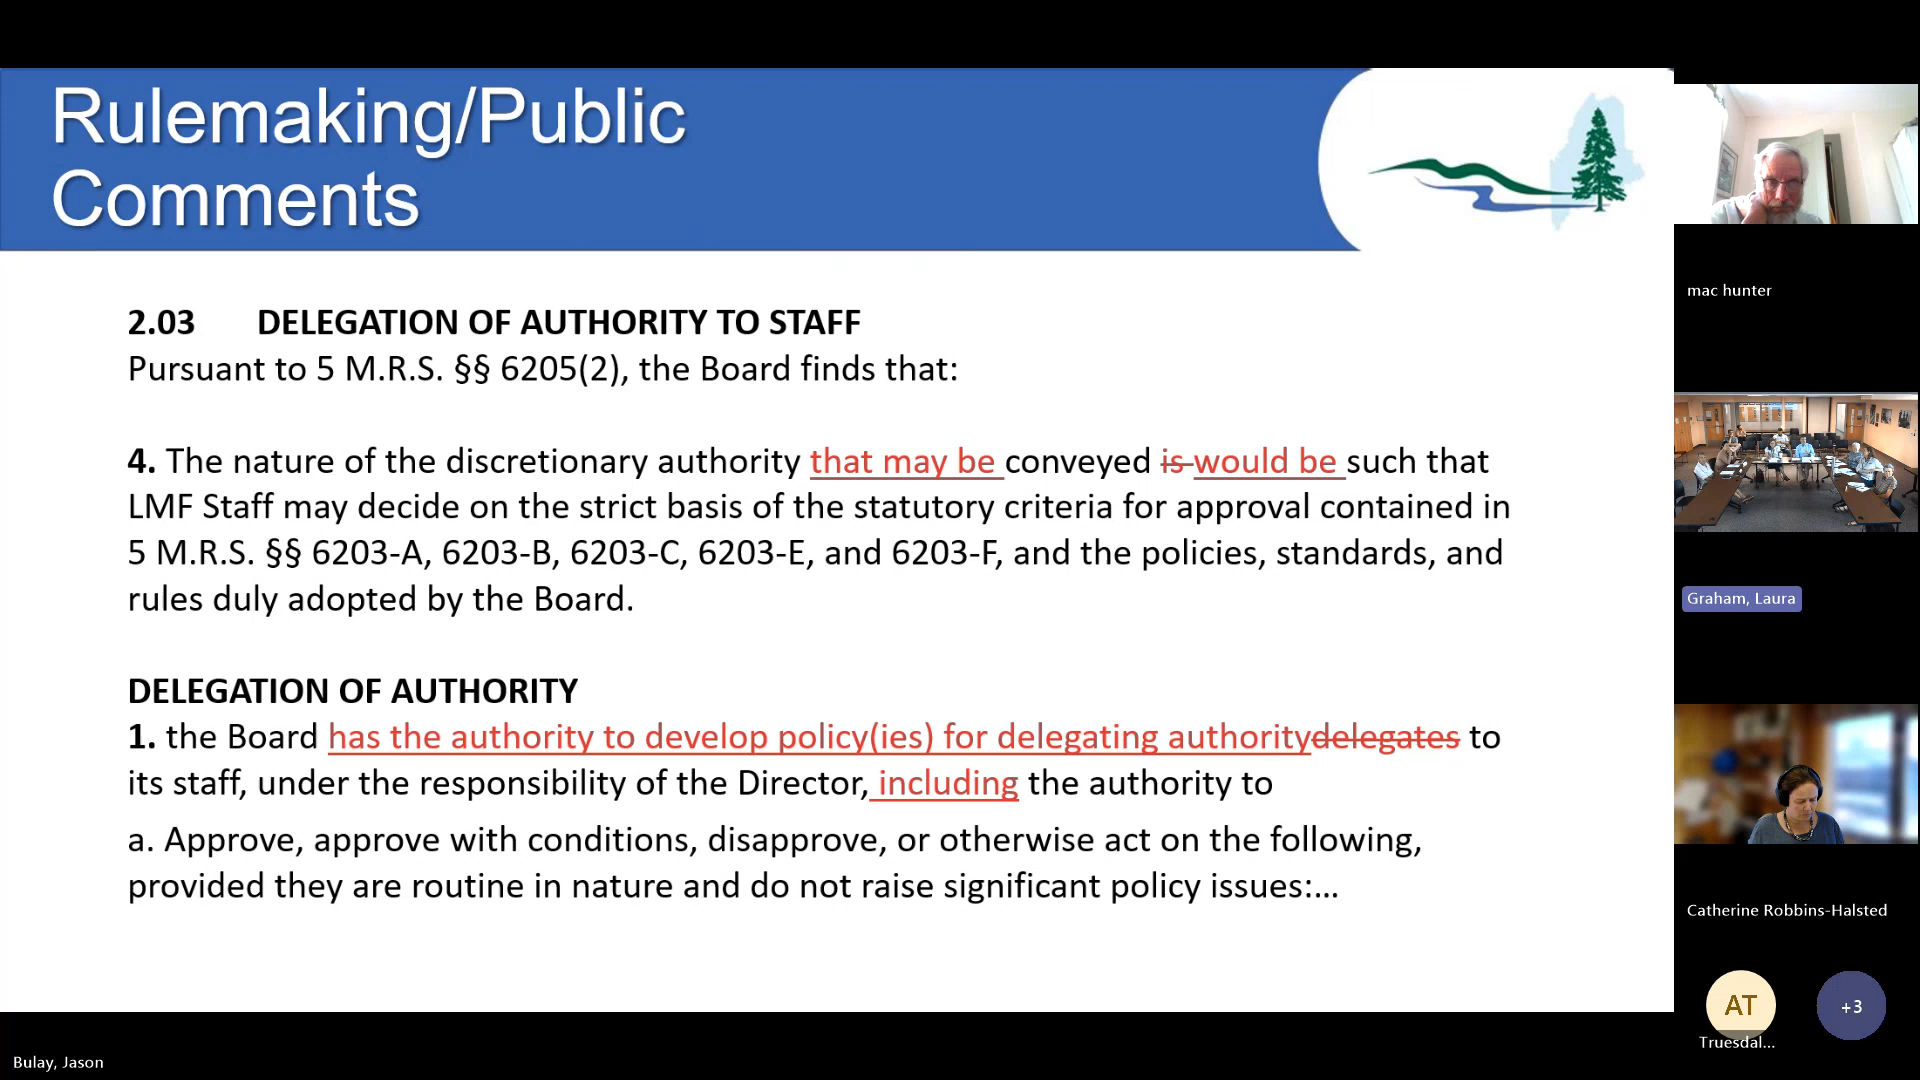 Rulemaking/Public
Comments
2.03 DELEGATION OF AUTHORITY TO STAFF
Pursuant to 5 M.R.S. §§ 6205(2), the Board finds that:
4. The nature of the discretionary authority that may be conveyed is would be such that
LMF Staff may decide on the strict basis of the statutory criteria for approval contained in
5 M.R.S. §§ 6203-A, 6203-B, 6203-C, 6203-E, and 6203-F, and the policies, standards, and
rules duly adopted by the Board.
DELEGATION OF AUTHORITY
1. the Board has the authority to develop policy(ies) for delegating authoritydelegates to
its staff, under the responsibility of the Director, including the authority to
a. Approve, approve with conditions, disapprove, or otherwise act on the following,
provided they are routine in nature and do not raise significant policy issues:...
mac hunter
Graham, Laura
Catherine Robbins-Halsted
AT
+3
Truesdal...
Bulay, Jason